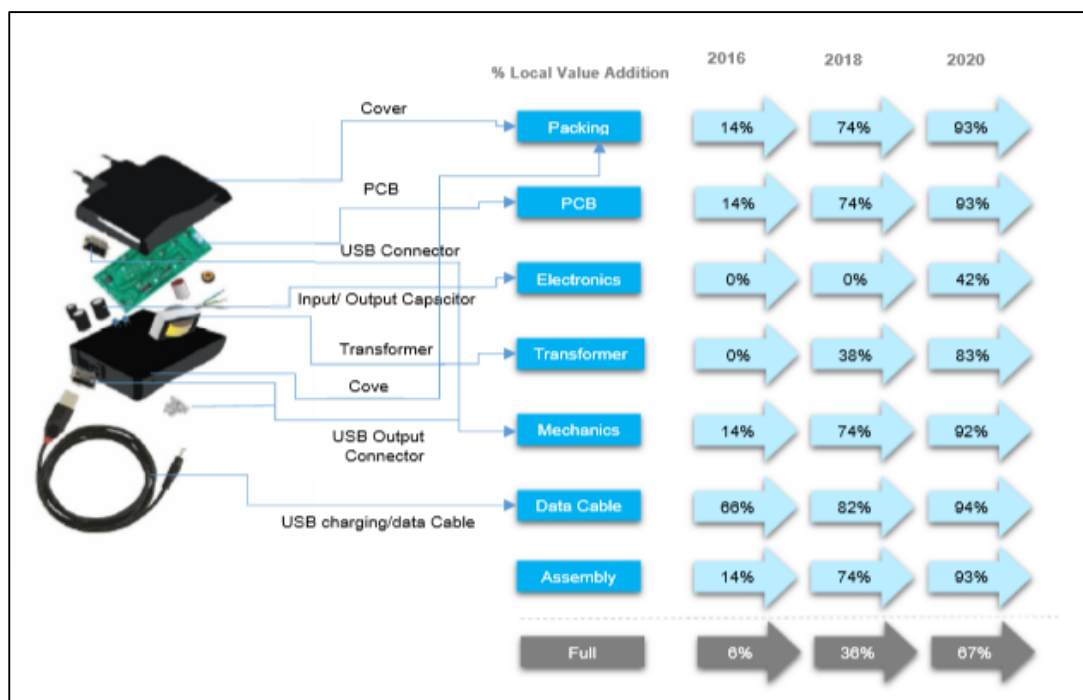 % Local Value Addition 2016 2018 2020
Cover
Packing 14% 74% 93%
PCB
PCB 14% 74% 93%
USB Connector
Electronics 0% 0% 42%
Input/ Output Capacitor
Transformer
Transformer 0% 38% 83%
Cove
Mechanics 14% 74% 92%
USB Output
Connector
Data Cable 66% 82% 94%
USB charging/data Cable
Assembly 14% 74% 93%
Full 6% 36% 67%